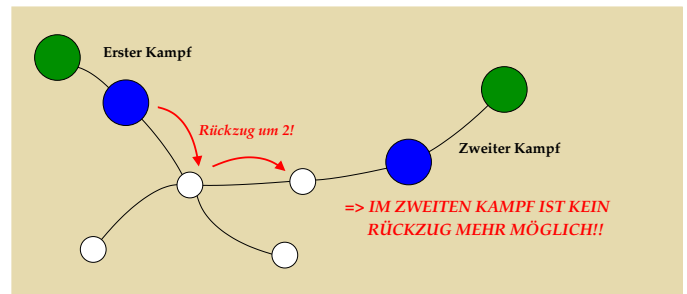 Erster Kampf
Rückzug um 2!
Zweiter Kampf
=> IM ZWEITEN KAMPF IST KEIN
RÜCKZUG MEHR MÖGLICH!!